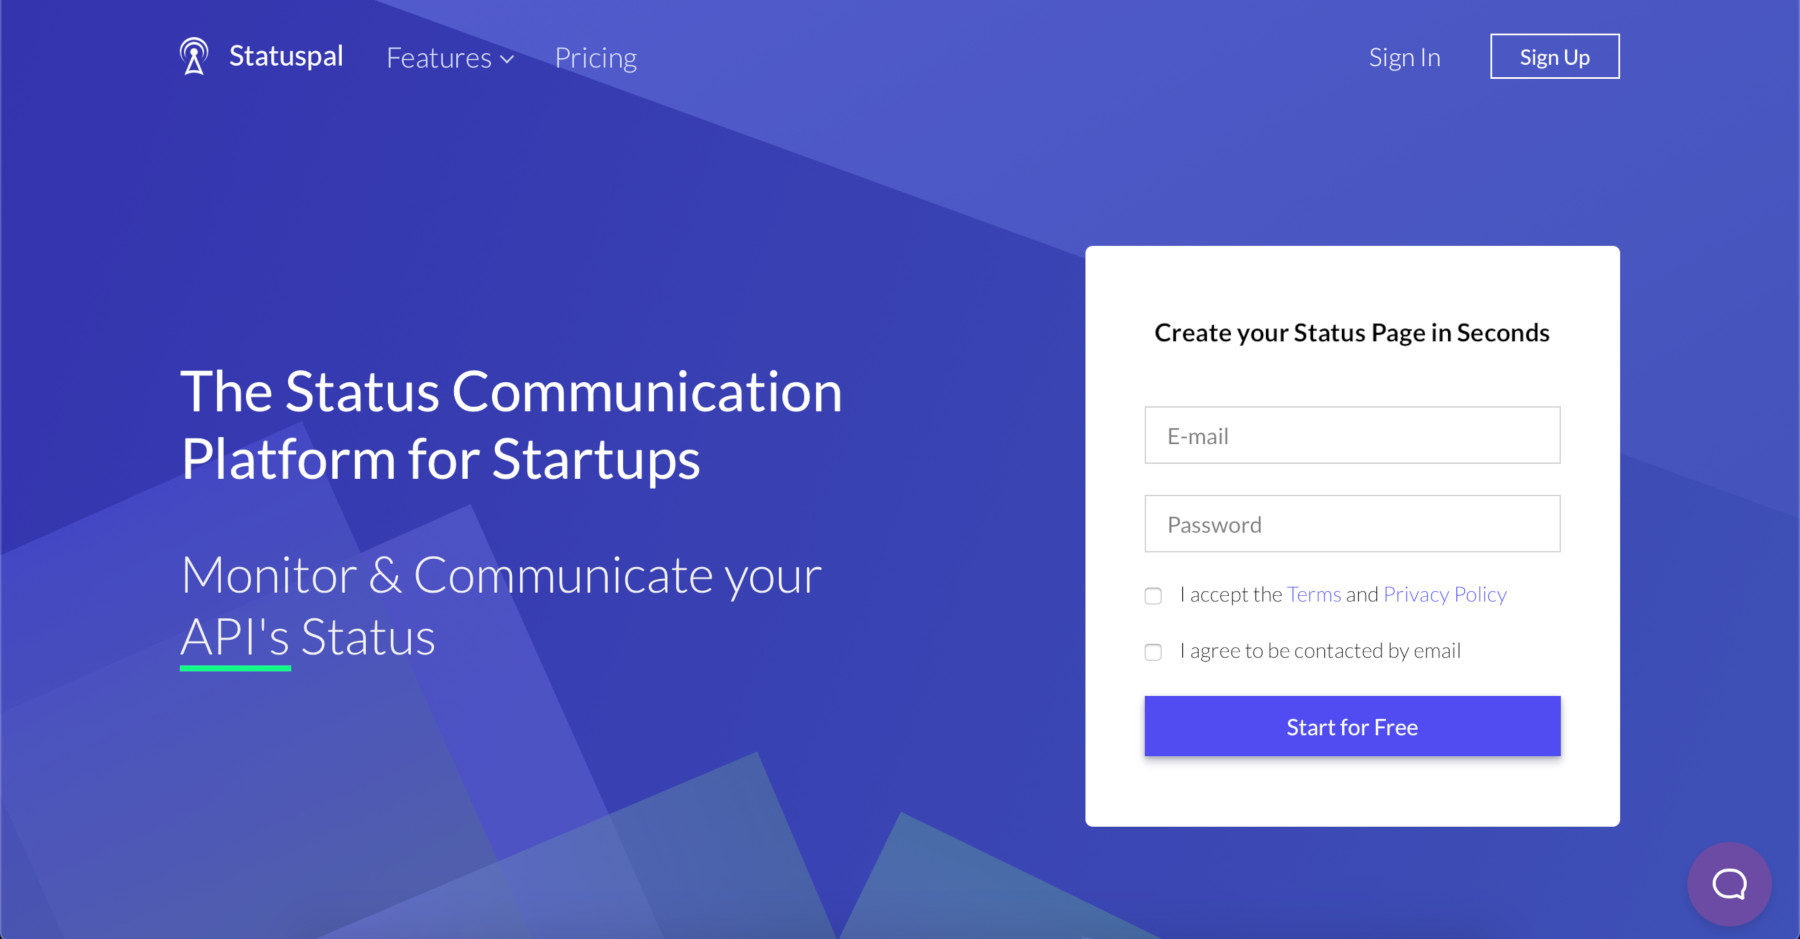 Statuspal
Features
Pricing
Sign In
Sign Up
The Status Communication
Platform for Startups
Monitor & Communicate your
API's Status
Create your Status Page in Seconds
E-mail
Password
I accept the Terms and Privacy Policy
I agree to be contacted by email
Start for Free